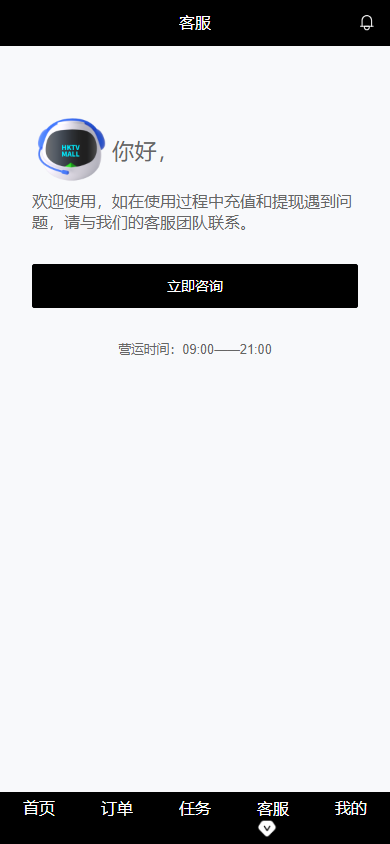 客服
HKTV
MALL
你好，
欢迎使用，如在使用过程中充值和提现遇到问
题，请与我们的客服团队联系。
立即咨询
营运时间：09:00——21:00
首页 订单 任务 客服 我的